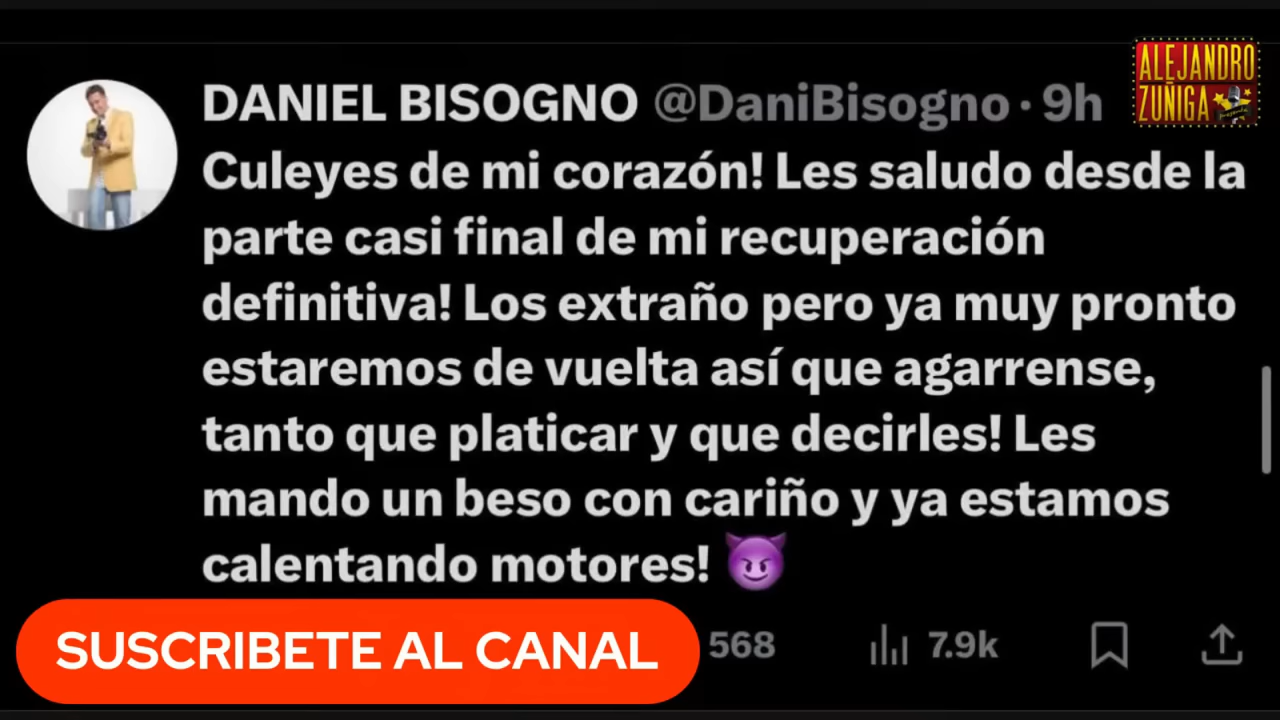 DANIEL BISOGNO @DaniBisogno · 9h
ALEJANDRO
ZUÑIGA
Culeyes de mi corazón! Les saludo desde la
parte casi final de mi recuperación
definitiva! Los extraño pero ya muy pronto
estaremos de vuelta así que agarrense,
tanto que platicar y que decirles! Les
mando un beso con cariño y ya estamos
calentando motores! 😈
SUSCRIBETE AL CANAL
568 7.9k